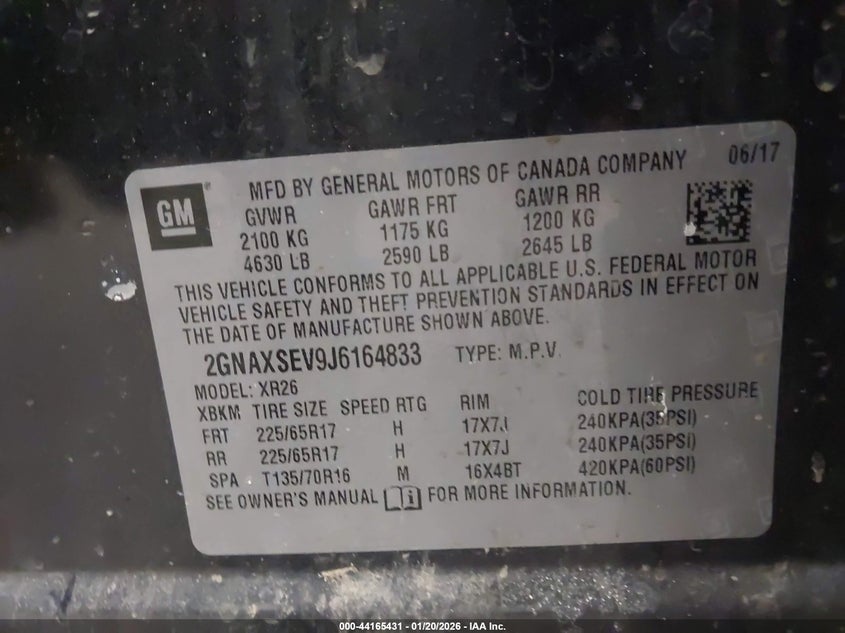 GM
MFD BY GENERAL MOTORS OF CANADA COMPANY 06/17
GVWR GAWR FRT GAWR RR
2100 KG 1175 KG 1200 KG
4630 LB 2590 LB 2645 LB
THIS VEHICLE CONFORMS TO ALL APPLICABLE U.S. FEDERAL MOTOR
VEHICLE SAFETY AND THEFT PREVENTION STANDARDS IN EFFECT ON
THE DATE OF MANUFACTURE SHOWN ABOVE.
2GNAXSEV9J6164833 TYPE: M.P.V.
MODEL: XR26
XBKM TIRE SIZE SPEED RTG RIM COLD TIRE PRESSURE
FRT 225/65R17 H 17X7J 240KPA(35PSI)
RR 225/65R17 H 17X7J 240KPA(35PSI)
SPA T135/70R16 M 16X4BT 420KPA(60PSI)
SEE OWNER'S MANUAL i FOR MORE INFORMATION.
000-44165431 - 01/20/2026 - IAA Inc.